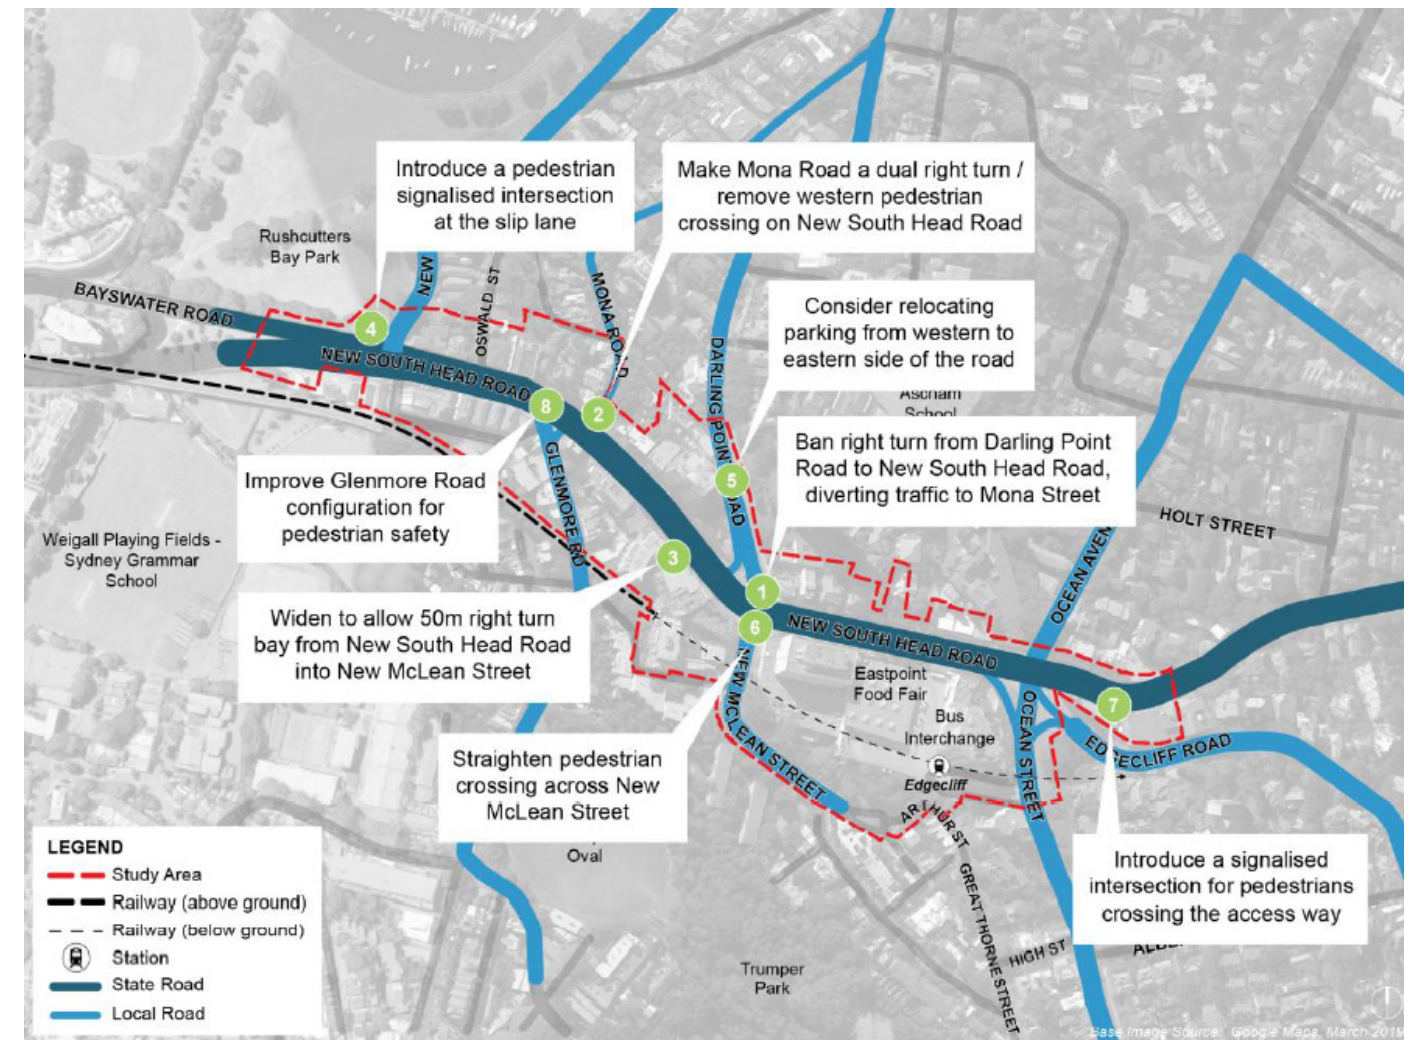 Introduce a pedestrian
signalised intersection
at the slip lane
Make Mona Road a dual right turn /
remove western pedestrian
crossing on New South Head Road
Rushcutters
Bay Park
BAYSWATER ROAD
NEW
OSWALD ST
MONA ROAD
Consider relocating
parking from western to
eastern side of the road
4
NEW SOUTH HEAD ROAD
DARLING POINT ROAD
Ascham
School
8
2
Ban right turn from Darling Point
Road to New South Head Road,
diverting traffic to Mona Street
Improve Glenmore Road
configuration for
pedestrian safety
GLENMORE RD
5
HOLT STREET
Weigall Playing Fields -
Sydney Grammar
School
3
OCEAN AVEN
Widen to allow 50m right turn
bay from New South Head Road
into New McLean Street
1
6
NEW SOUTH HEAD ROAD
NEW MCLEAN STREET
Eastpoint
Food Fair
Bus
Interchange
Edgecliff
OCEAN STREET
7
EDGECLIFF ROAD
Straighten pedestrian
crossing across New
McLean Street
ARTHUR ST
Oval
GREAT THORNE STREET
Introduce a signalised
intersection for pedestrians
crossing the access way
HIGH ST
Trumper
Park
LEGEND
Study Area
Railway (above ground)
Railway (below ground)
Station
State Road
Local Road
Base Image Source: Google Maps, March 2019